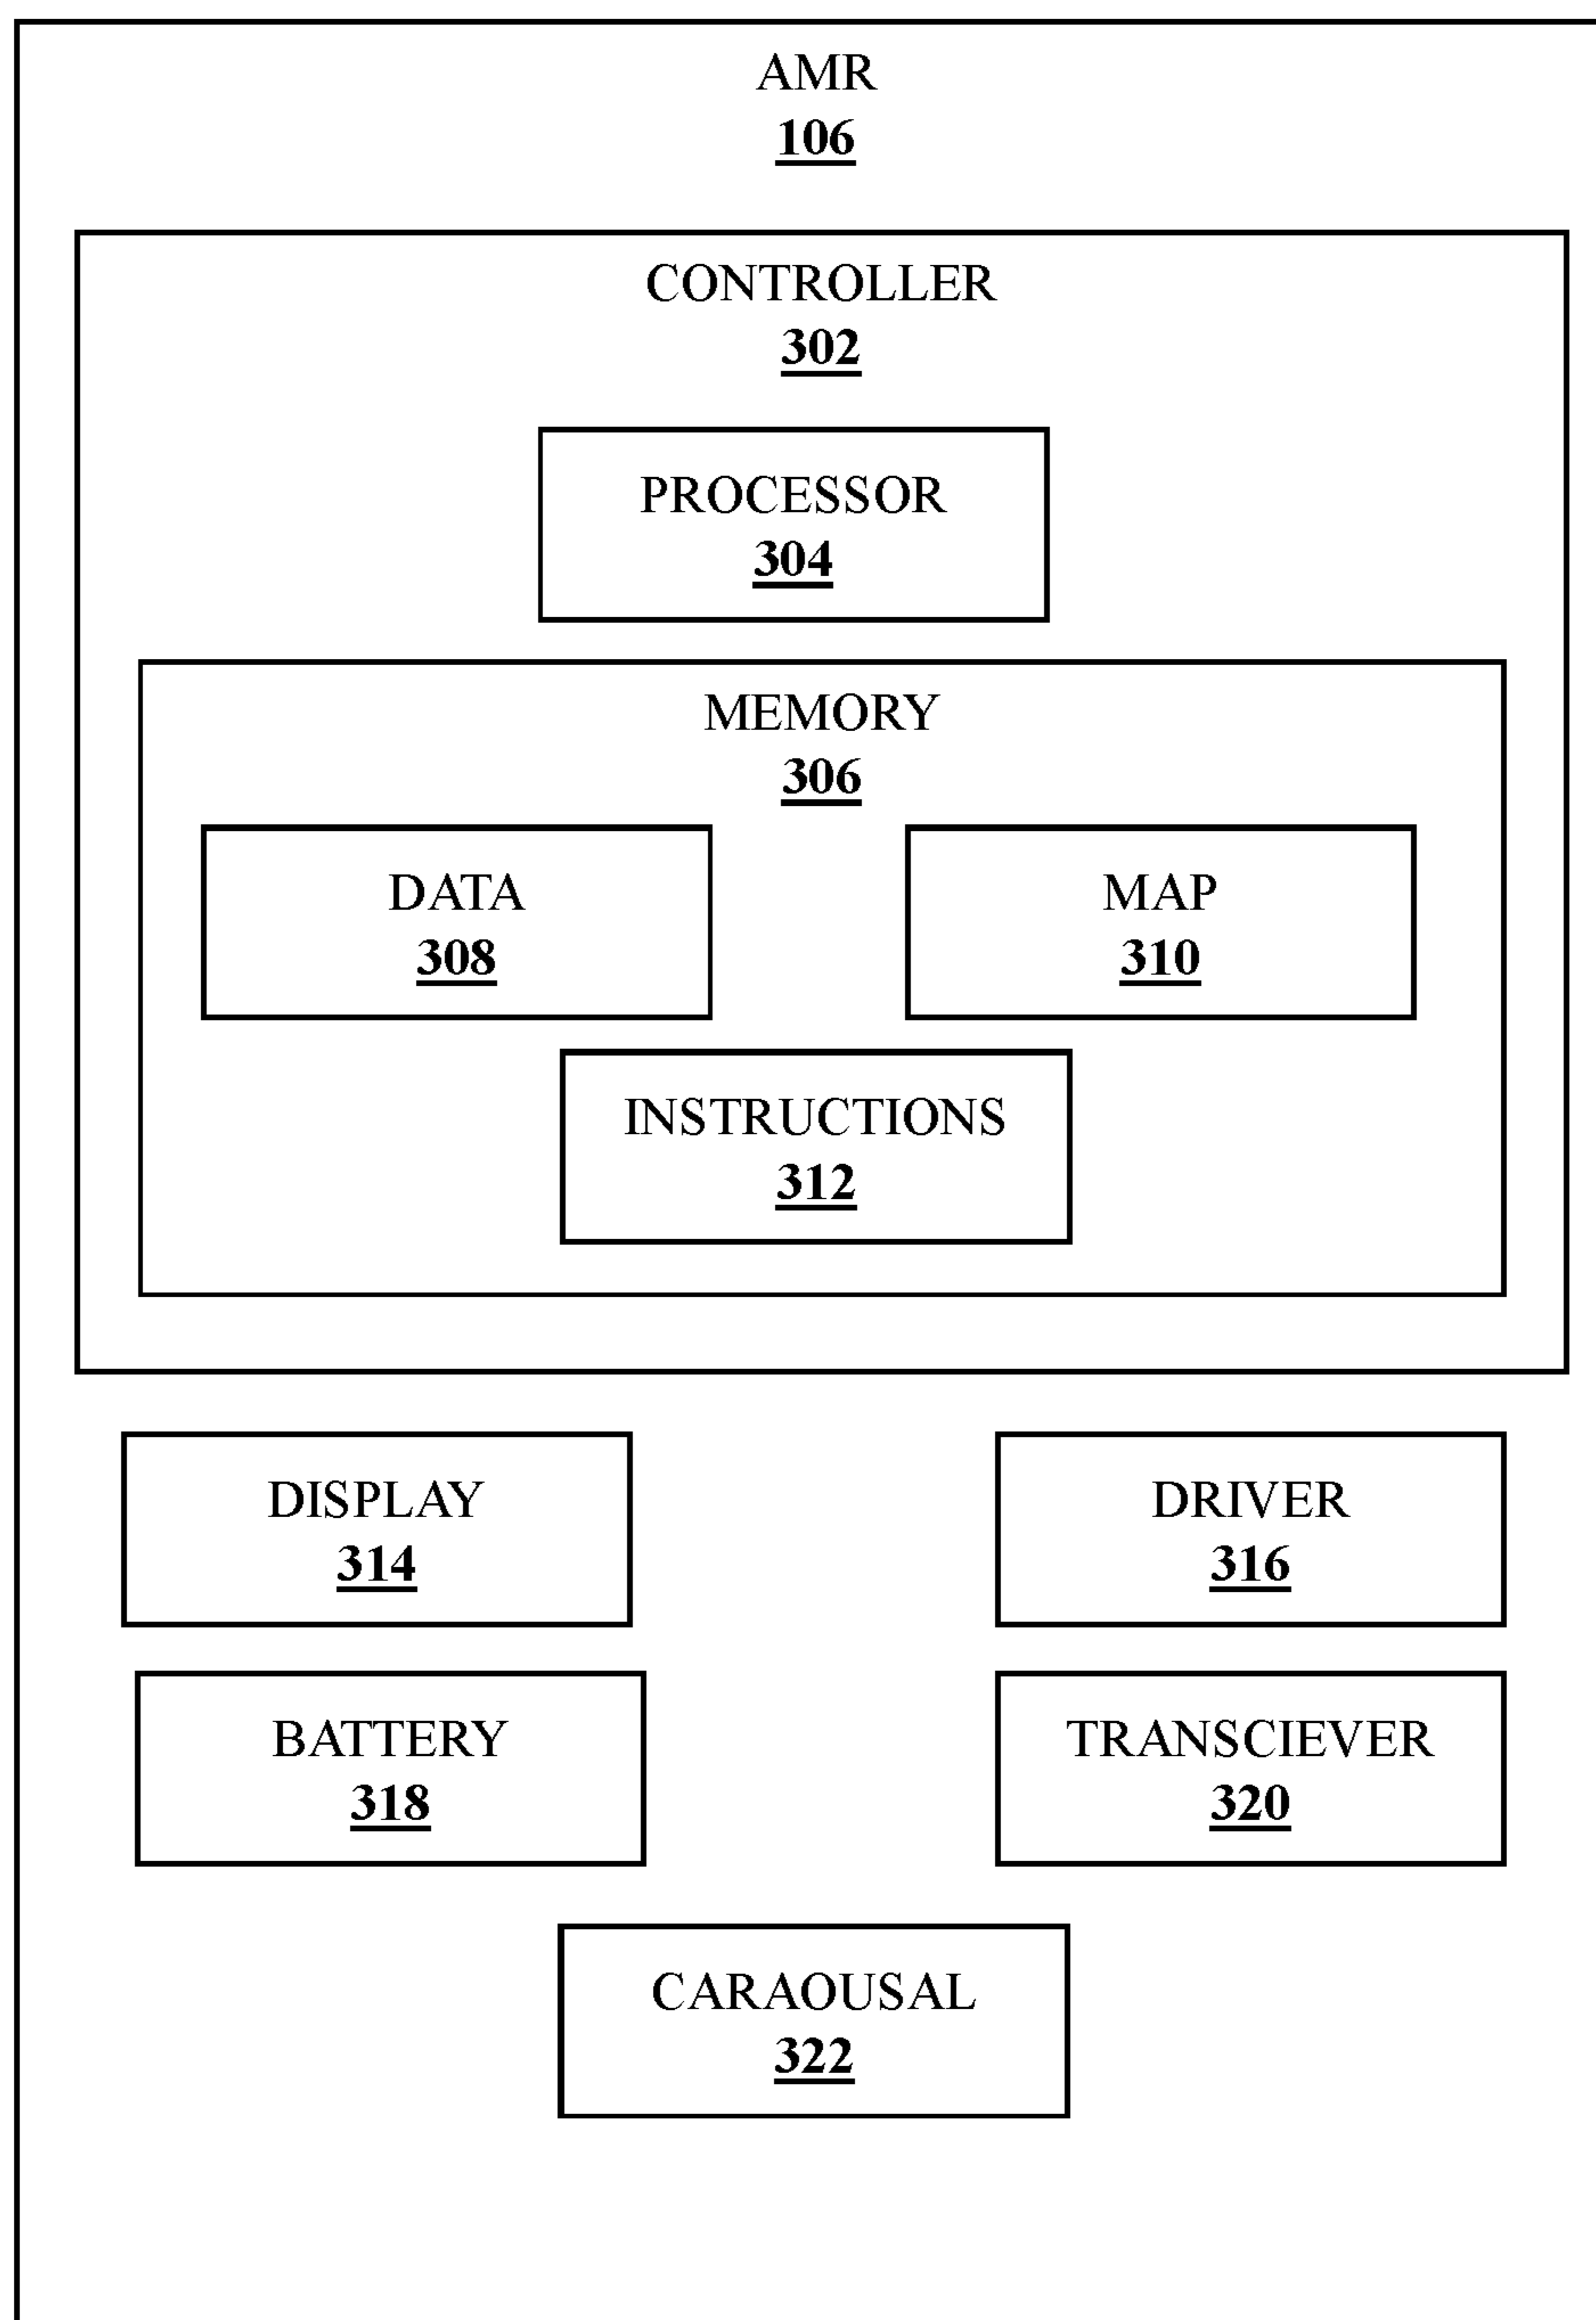 AMR
106
CONTROLLER
302
PROCESSOR
304
MEMORY
306
DATA
308
MAP
310
INSTRUCTIONS
312
DISPLAY
314
DRIVER
316
BATTERY
318
TRANSCIEVER
320
CARAOUSAL
322